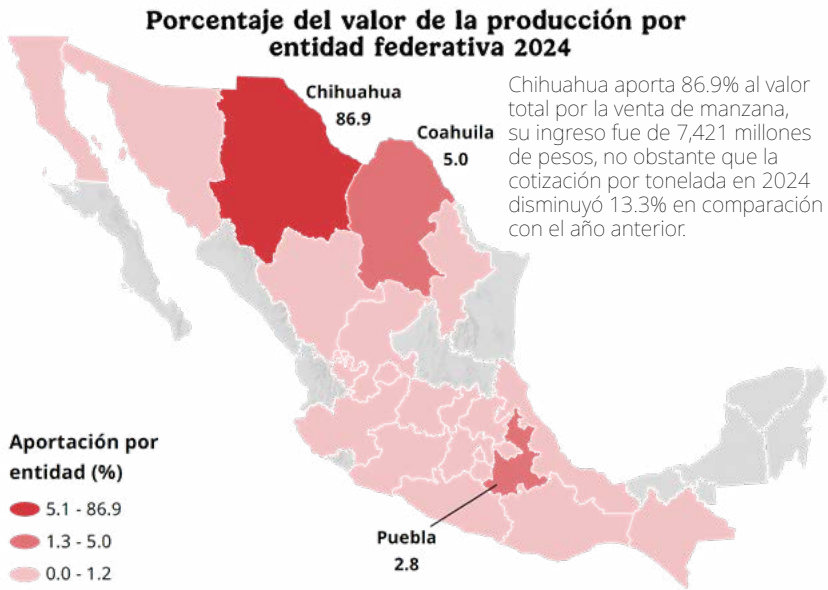 Porcentaje del valor de la producción por
entidad federativa 2024
Chihuahua
86.9
Coahuila
5.0
Chihuahua aporta 86.9% al valor
total por la venta de manzana,
su ingreso fue de 7,421 millones
de pesos, no obstante que la
cotización por tonelada en 2024
disminuyó 13.3% en comparación
con el año anterior.
Aportación por
entidad (%)
5.1 - 86.9
1.3 - 5.0
0.0 - 1.2
Puebla
2.8